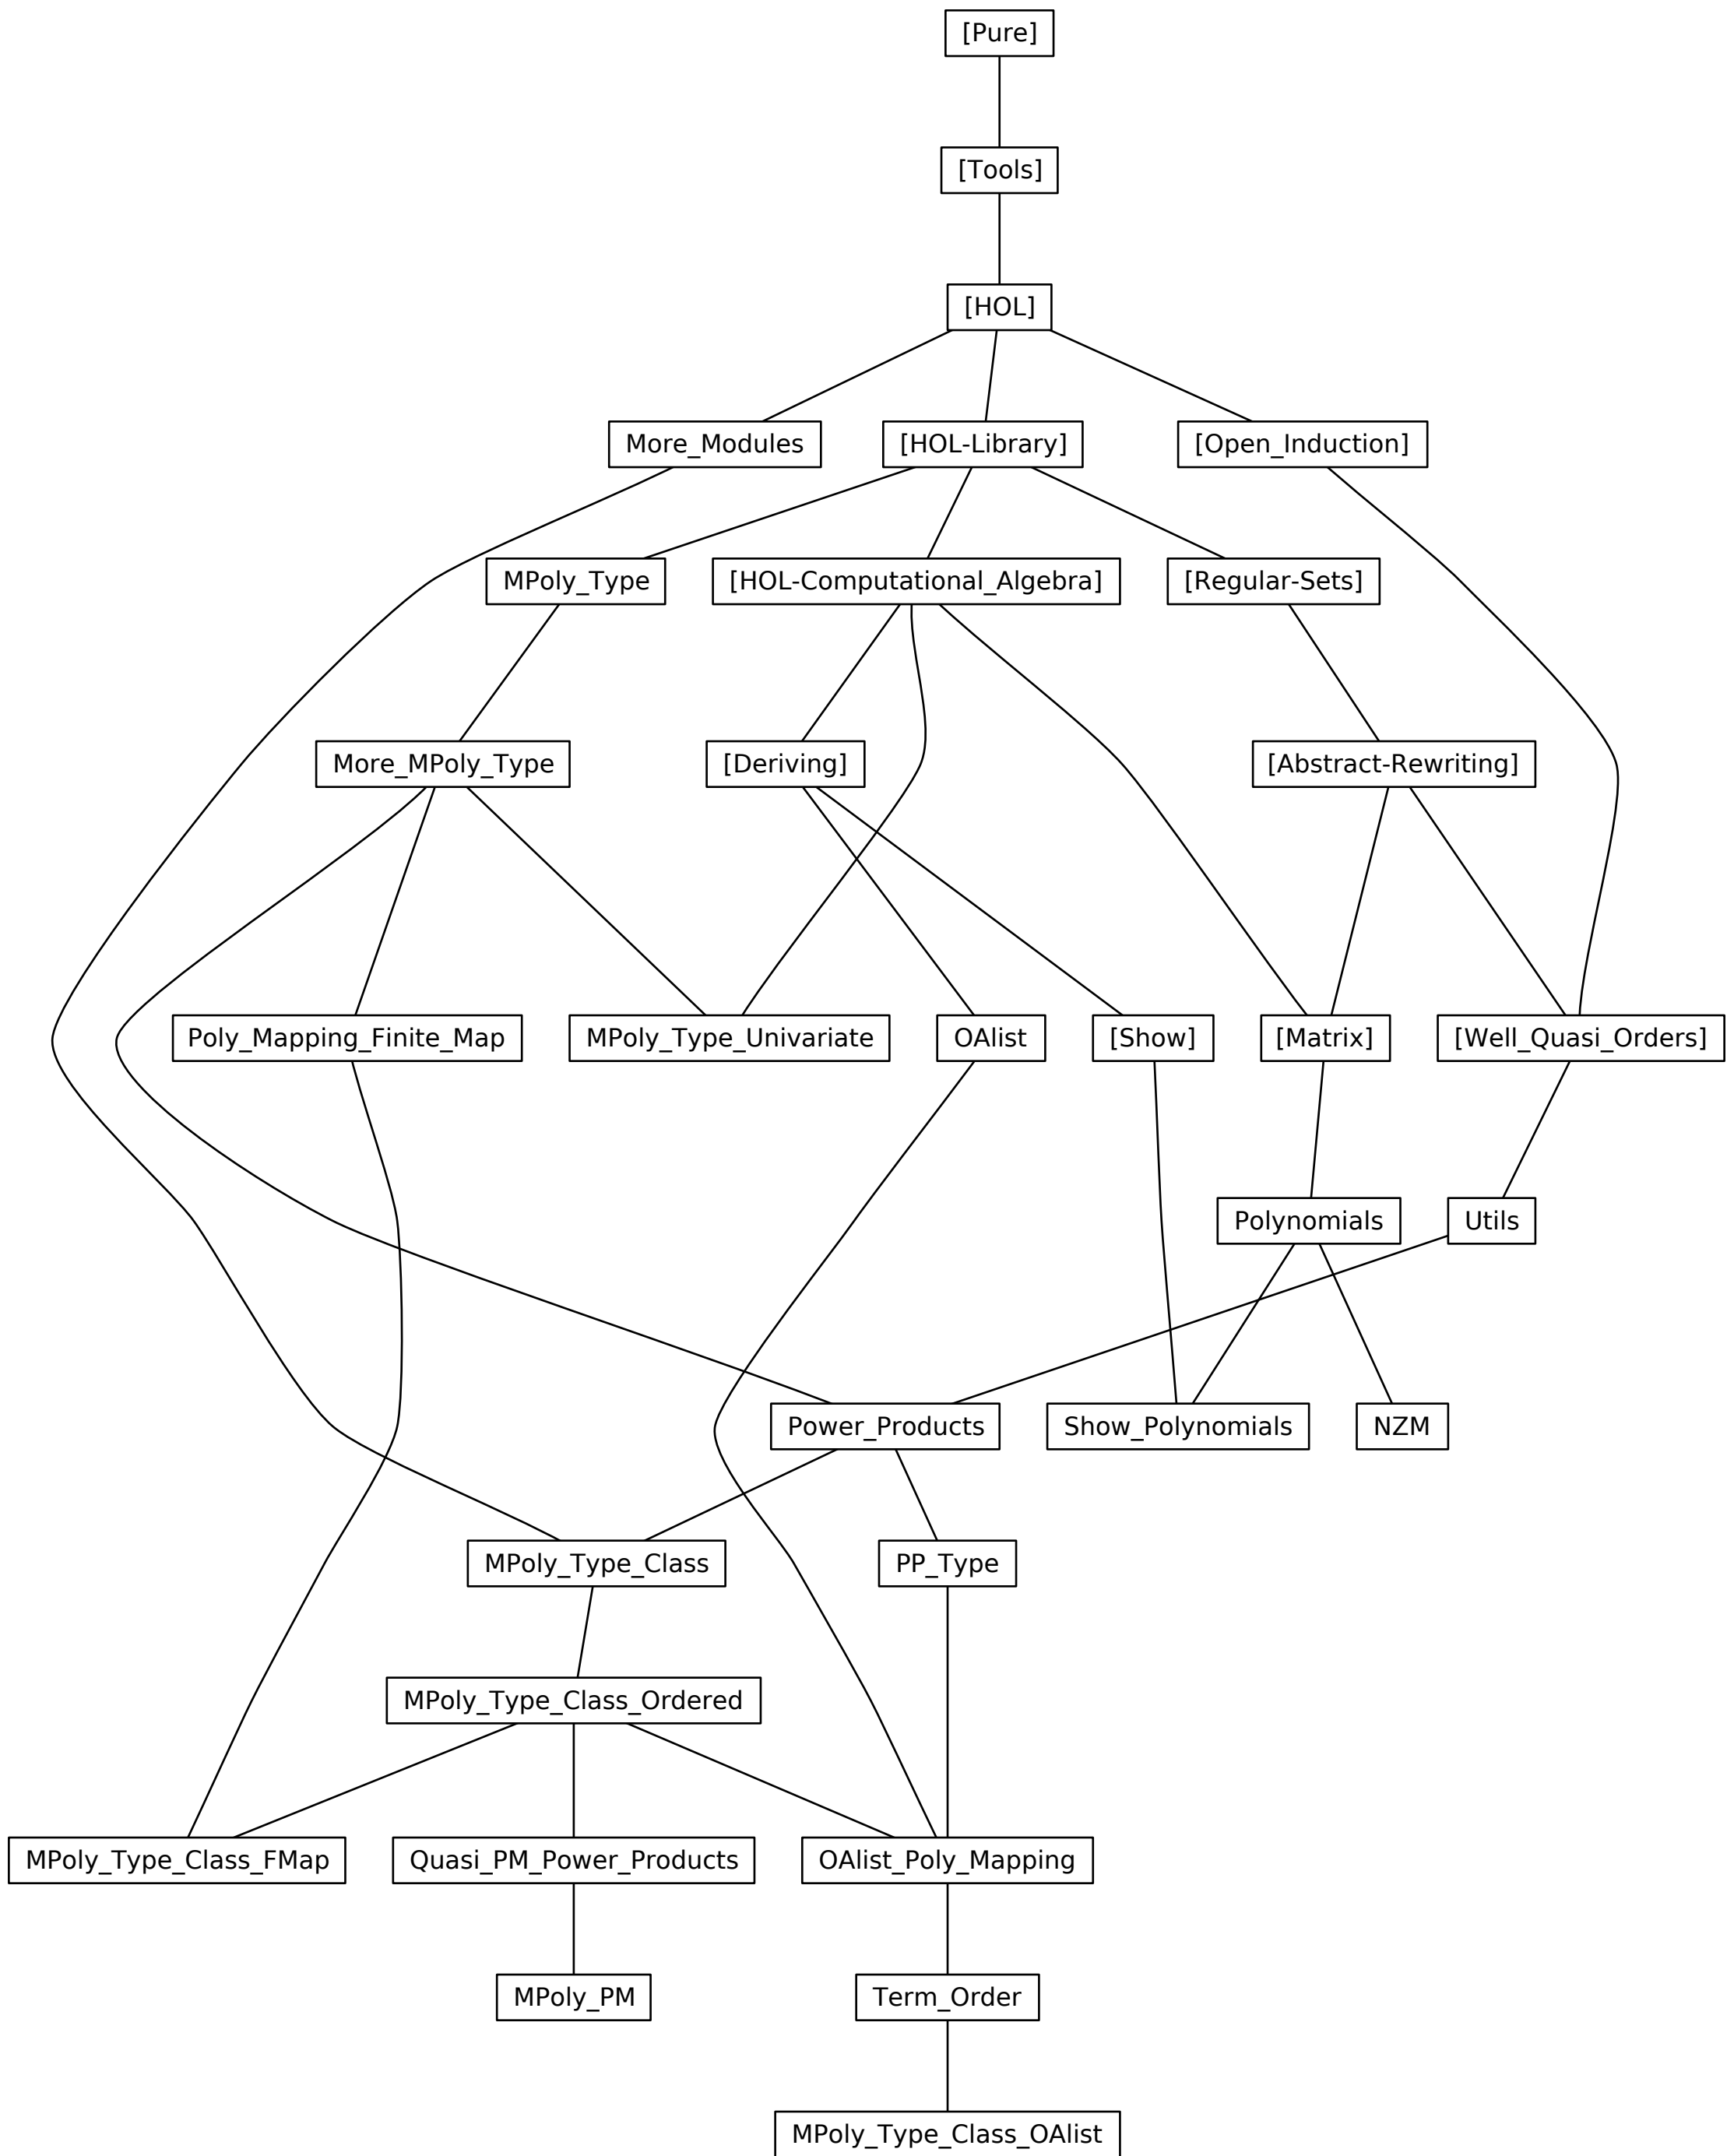 [Pure]
[Tools]
[HOL]
More_Modules
[HOL-Library]
[Open_Induction]
MPoly_Type
[HOL-Computational_Algebra]
[Regular-Sets]
More_MPoly_Type
[Deriving]
[Abstract-Rewriting]
Poly_Mapping_Finite_Map
MPoly_Type_Univariate
OAlist
[Show]
[Matrix]
[Well_Quasi_Orders]
Polynomials
Utils
Power_Products
Show_Polynomials
NZM
MPoly_Type_Class
PP_Type
MPoly_Type_Class_Ordered
MPoly_Type_Class_FMap
Quasi_PM_Power_Products
OAlist_Poly_Mapping
MPoly_PM
Term_Order
MPoly_Type_Class_OAlist